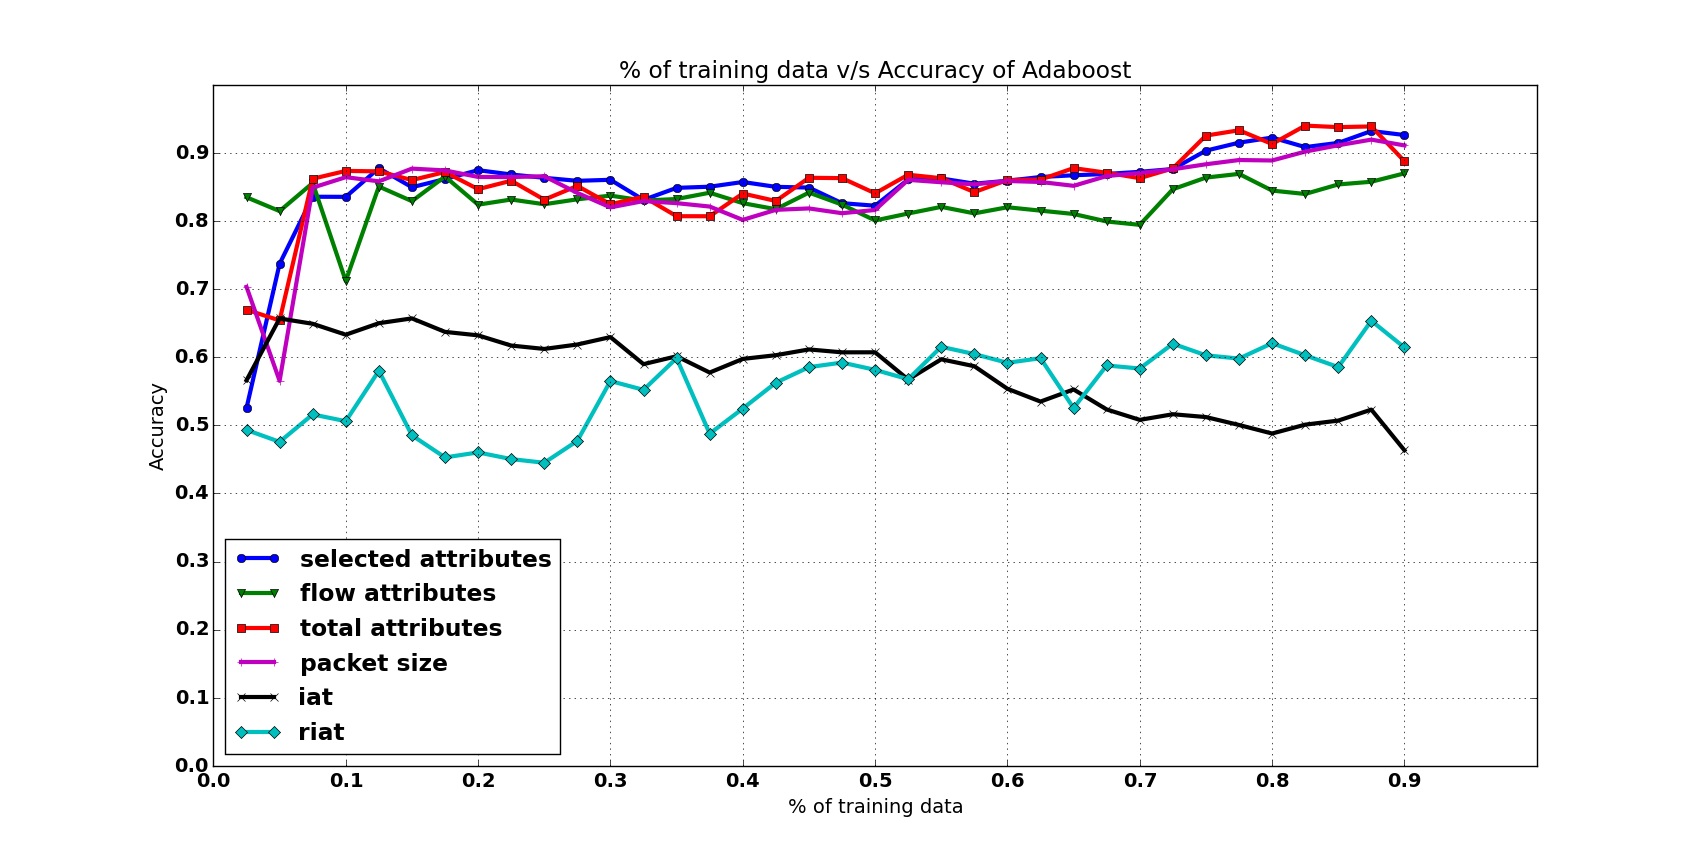 % of training data v/s Accuracy of Adaboost
0.9
0.8
0.7
0.6
0.5
0.4
0.3
0.2
0.1
0.0
Accuracy
selected attributes
flow attributes
total attributes
packet size
iat
riat
0.0 0.1 0.2 0.3 0.4 0.5 0.6 0.7 0.8 0.9
% of training data